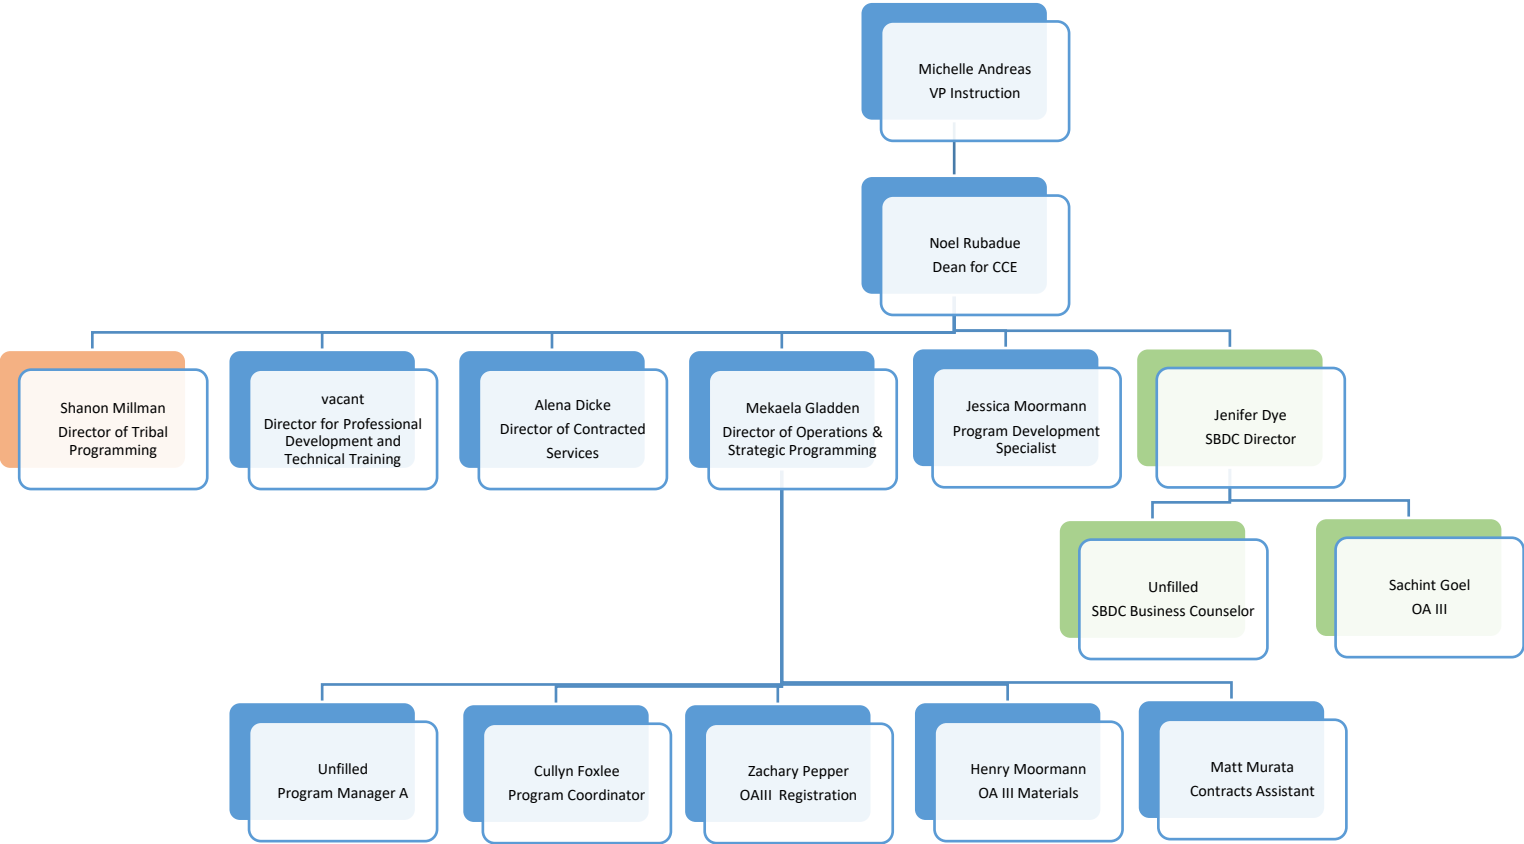 Michelle Andreas
VP Instruction
Noel Rubadue
Dean for CCE
Shanon Millman
Director of Tribal
Programming
vacant
Director for Professional
Development and
Technical Training
Alena Dicke
Director of Contracted
Services
Mekaela Gladden
Director of Operations &
Strategic Programming
Jessica Moormann
Program Development
Specialist
Jenifer Dye
SBDC Director
Unfilled
SBDC Business Counselor
Sachint Goel
OA III
Unfilled
Program Manager A
Cullyn Foxlee
Program Coordinator
Zachary Pepper
OAIII Registration
Henry Moormann
OA III Materials
Matt Murata
Contracts Assistant